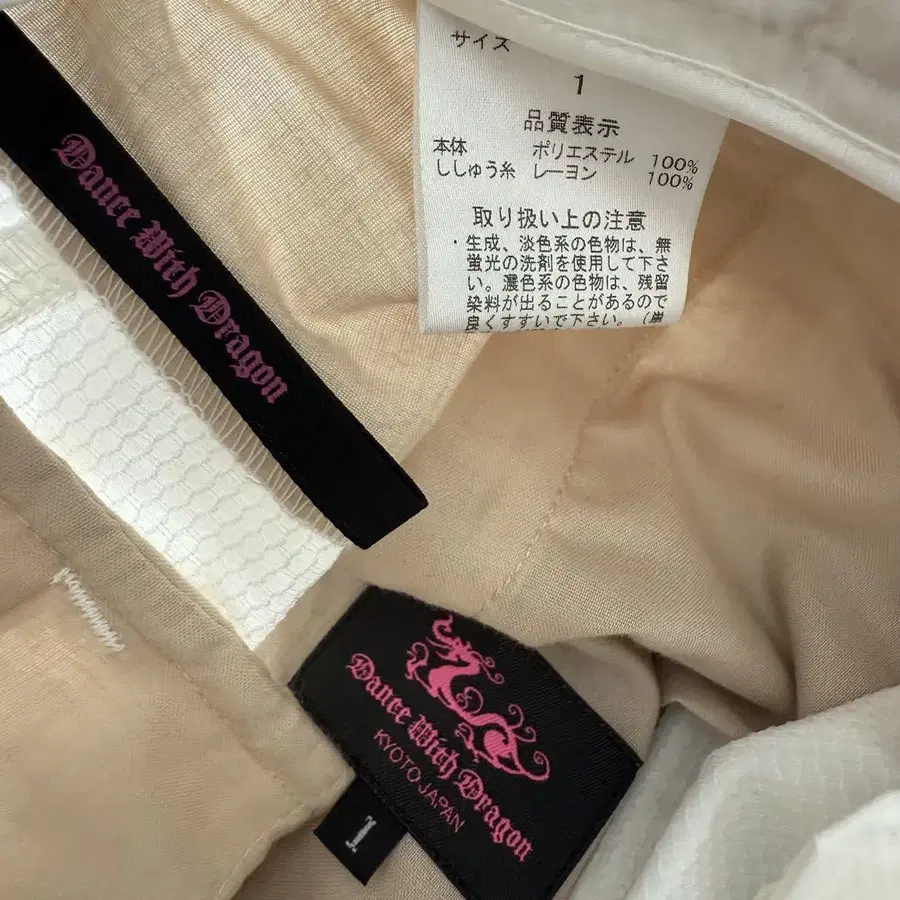 サイズ
1
品質表示
本体 ポリエステル 100%
ししゅう糸 レーヨン 100%
取り扱い上の注意
・生成、淡色系の色物は、無
蛍光の洗剤を使用して下さ
い。濃色系の色物は、残留
染料が出ることがあるので
良くすすいで下さい。（単
Dance With Dragon
Dance With Dragon
KYOTO JAPAN
1